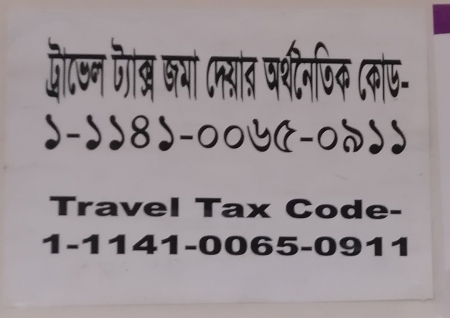 ট্রাভেল ট্যাক্স জমা দেয়ার অর্থনৈতিক কোড-
১-১১৪১-০০৬৫-০৯১১
Travel Tax Code-
1-1141-0065-0911